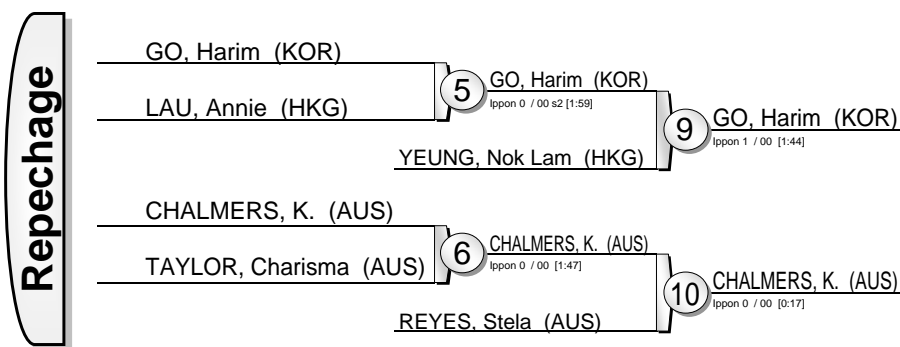 Repechage
GO, Harim (KOR)
LAU, Annie (HKG)
5
GO, Harim (KOR)
Ippon 0 / 00 s2 [1:59]
YEUNG, Nok Lam (HKG)
9
GO, Harim (KOR)
Ippon 1 / 00 [1:44]
CHALMERS, K. (AUS)
TAYLOR, Charisma (AUS)
6
CHALMERS, K. (AUS)
Ippon 0 / 00 [1:47]
REYES, Stela (AUS)
10
CHALMERS, K. (AUS)
Ippon 0 / 00 [0:17]